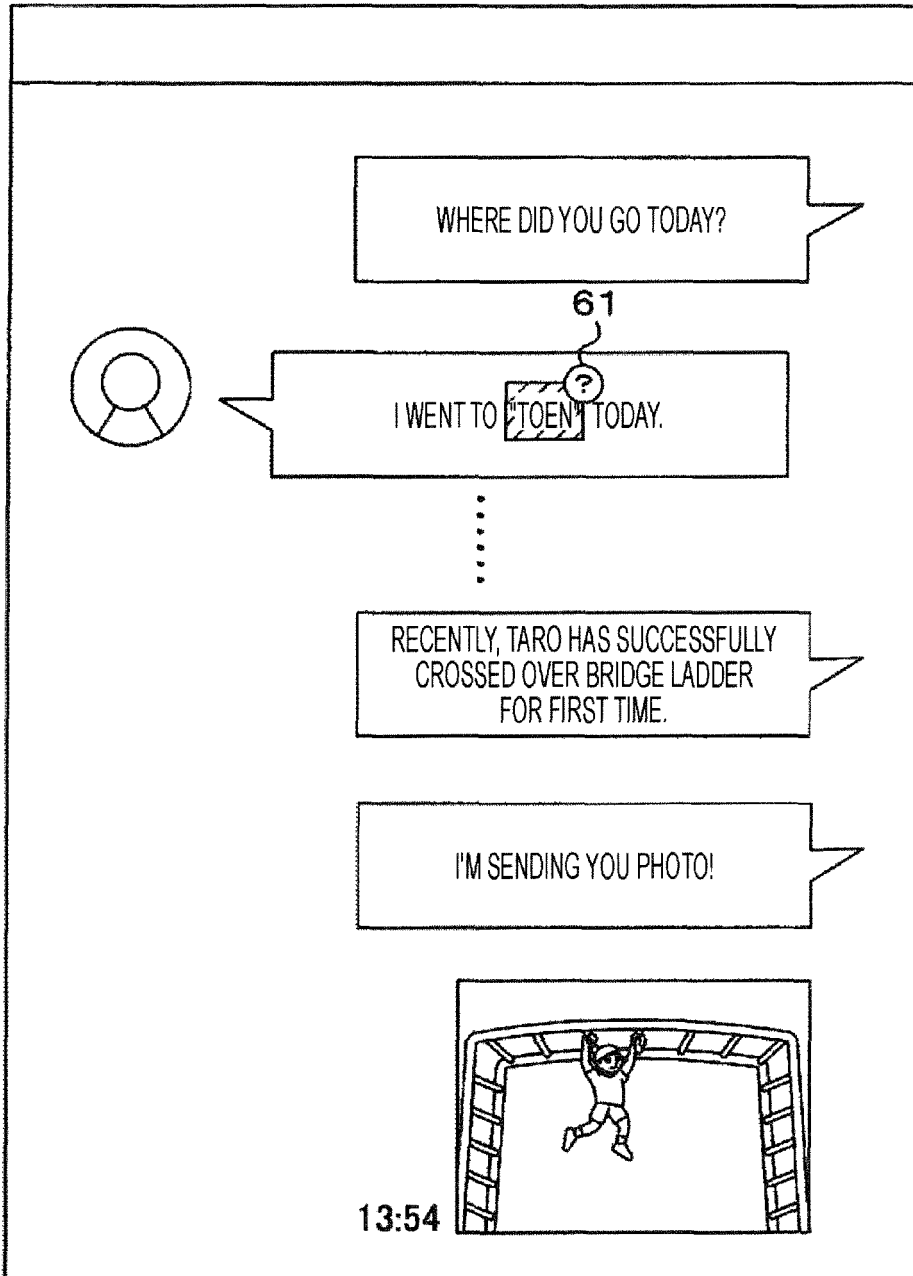 WHERE DID YOU GO TODAY?
61
?
I WENT TO "TOEN" TODAY.
RECENTLY, TARO HAS SUCCESSFULLY
CROSSED OVER BRIDGE LADDER
FOR FIRST TIME.
I'M SENDING YOU PHOTO!
13:54